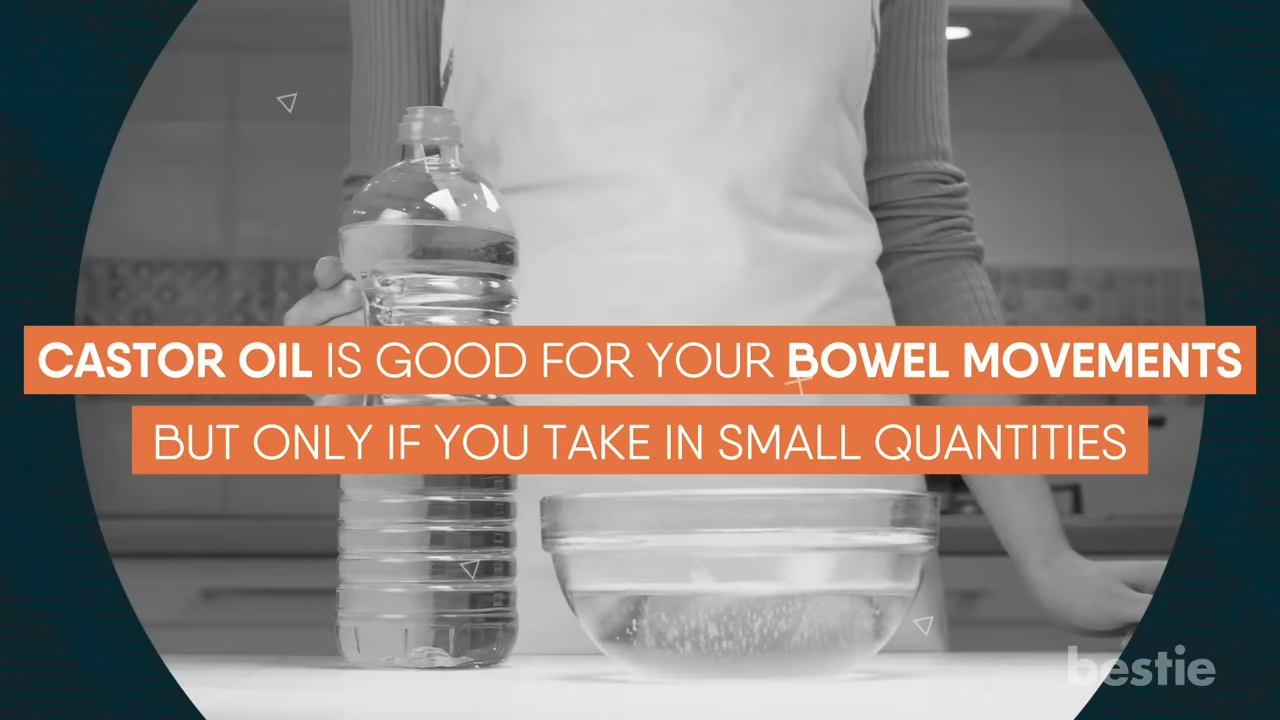 CASTOR OIL IS GOOD FOR YOUR BOWEL MOVEMENTS
BUT ONLY IF YOU TAKE IN SMALL QUANTITIES
bestie